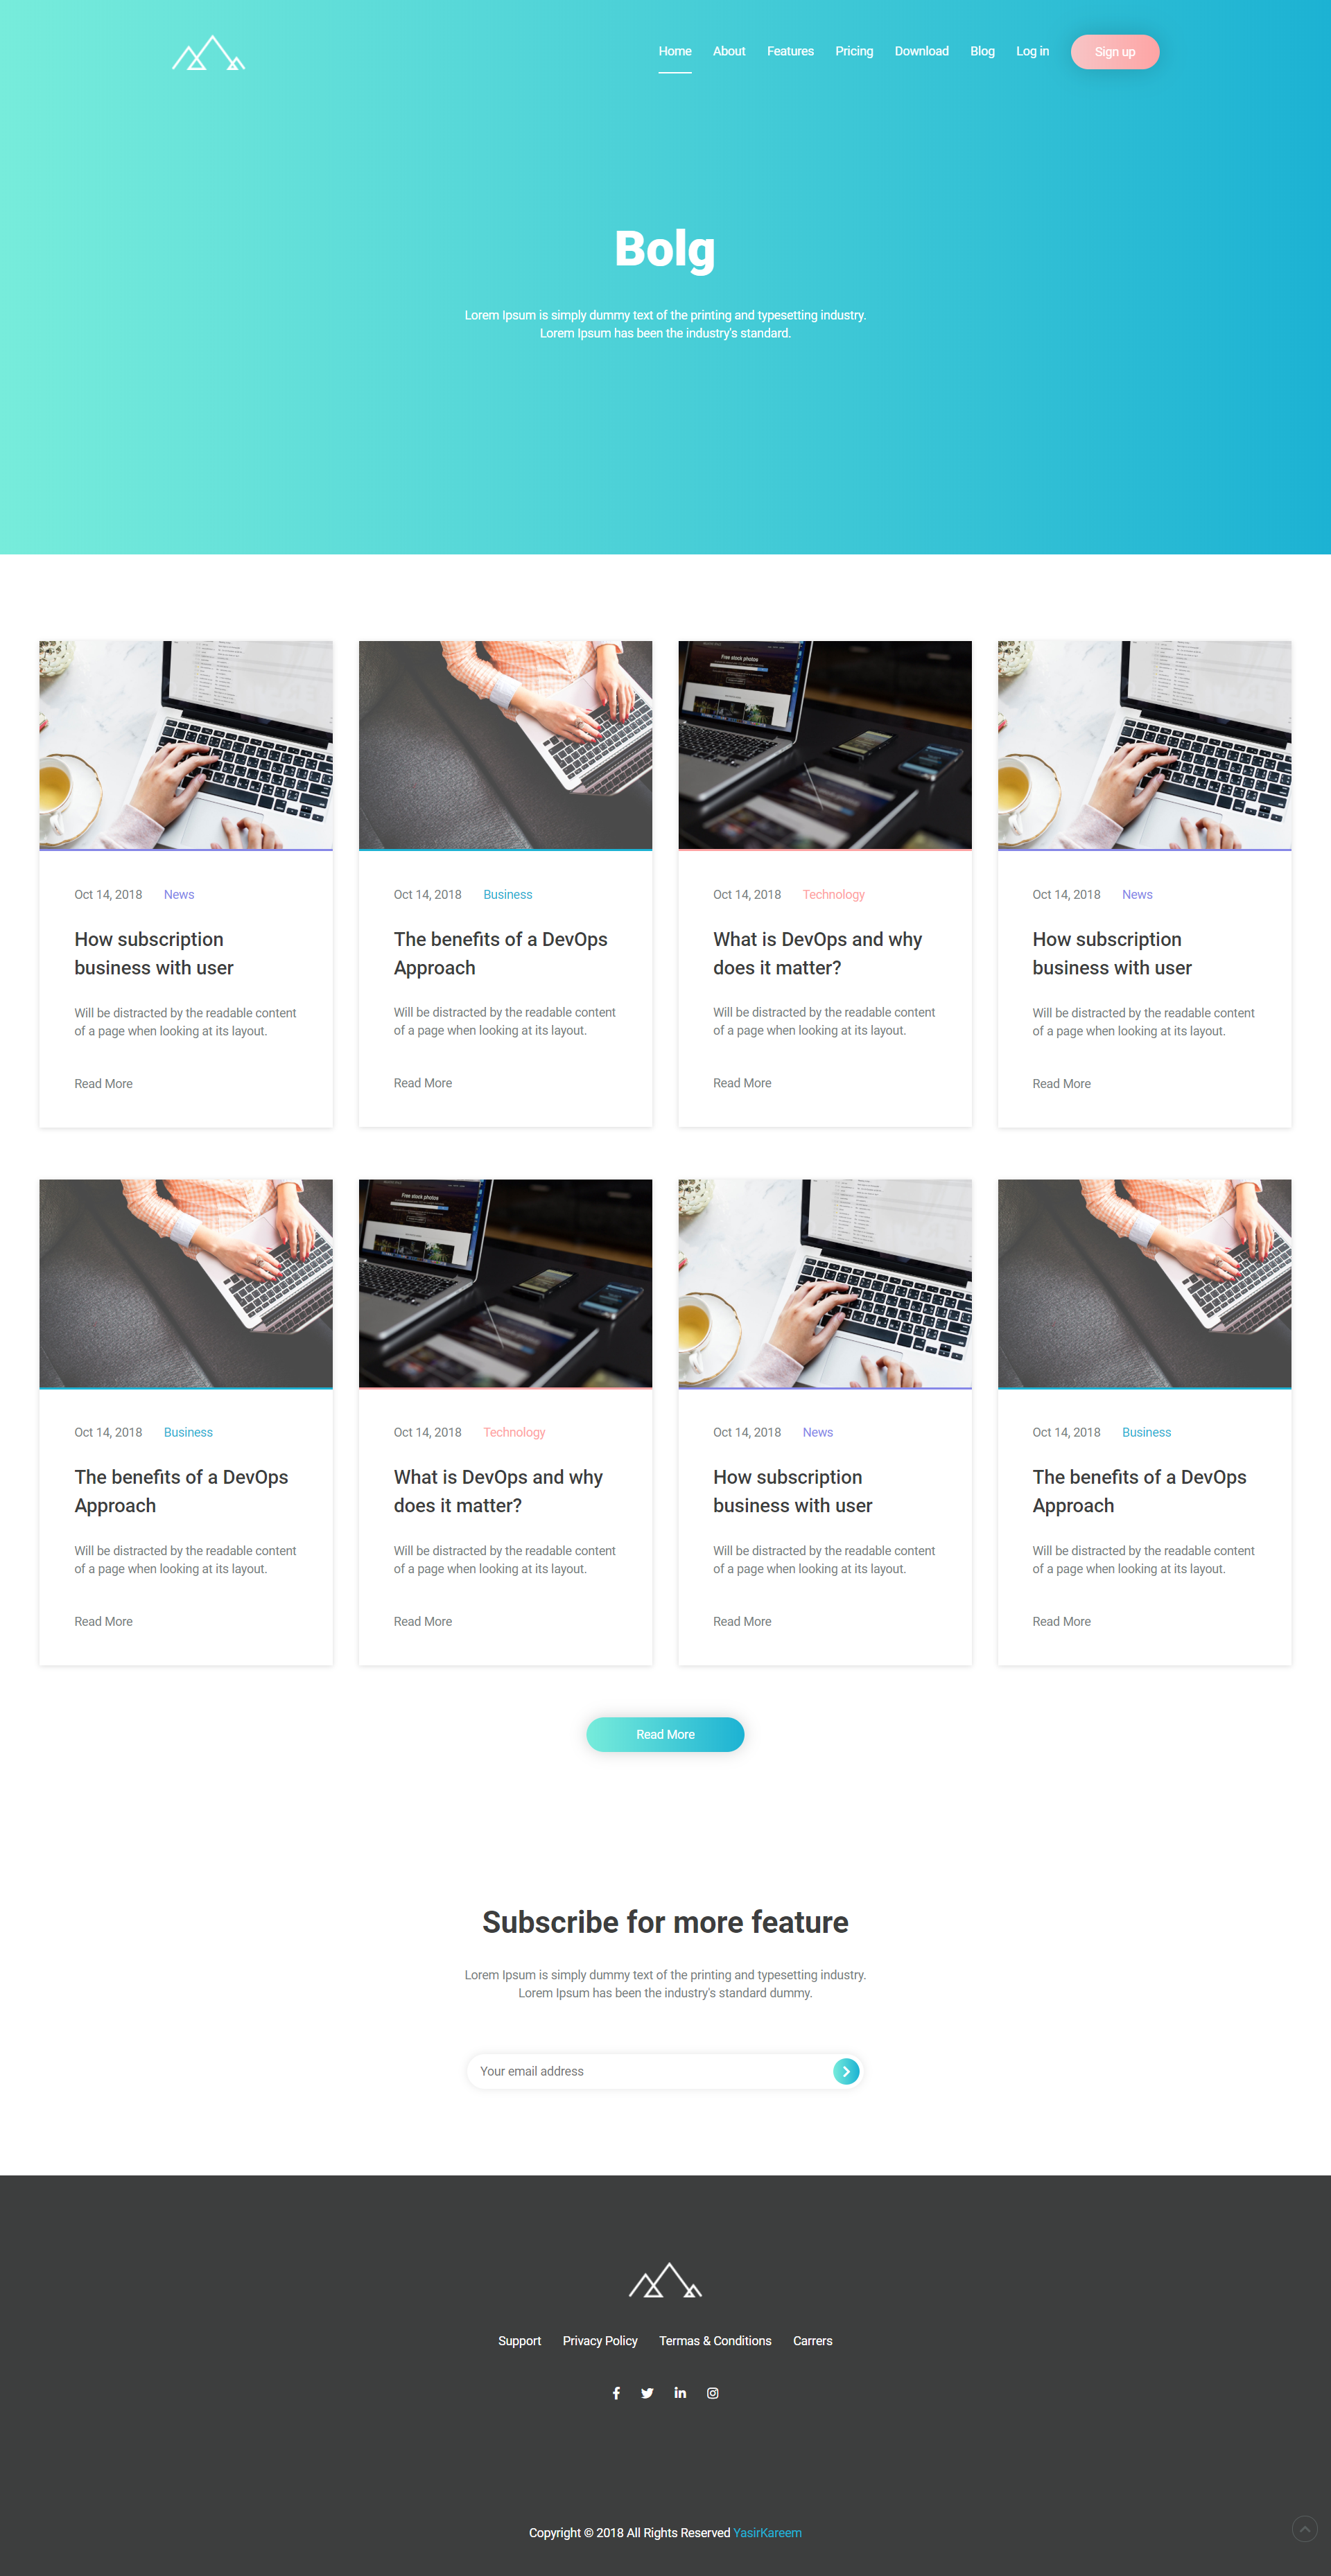 Home About Features Pricing Download Blog Log in Sign up
Bolg
Lorem Ipsum is simply dummy text of the printing and typesetting industry.
Lorem Ipsum has been the industry's standard.
Free stock photos
Oct 14, 2018 News
How subscription
business with user
Will be distracted by the readable content
of a page when looking at its layout.
Read More
Oct 14, 2018 Business
The benefits of a DevOps
Approach
Will be distracted by the readable content
of a page when looking at its layout.
Read More
Oct 14, 2018 Technology
What is DevOps and why
does it matter?
Will be distracted by the readable content
of a page when looking at its layout.
Read More
Oct 14, 2018 News
How subscription
business with user
Will be distracted by the readable content
of a page when looking at its layout.
Read More
Free stock photos
Oct 14, 2018 Business
The benefits of a DevOps
Approach
Will be distracted by the readable content
of a page when looking at its layout.
Read More
Oct 14, 2018 Technology
What is DevOps and why
does it matter?
Will be distracted by the readable content
of a page when looking at its layout.
Read More
Oct 14, 2018 News
How subscription
business with user
Will be distracted by the readable content
of a page when looking at its layout.
Read More
Oct 14, 2018 Business
The benefits of a DevOps
Approach
Will be distracted by the readable content
of a page when looking at its layout.
Read More
Read More
Subscribe for more feature
Lorem Ipsum is simply dummy text of the printing and typesetting industry.
Lorem Ipsum has been the industry's standard dummy.
Your email address
Support Privacy Policy Termas & Conditions Carrers
Copyright © 2018 All Rights Reserved YasirKareem